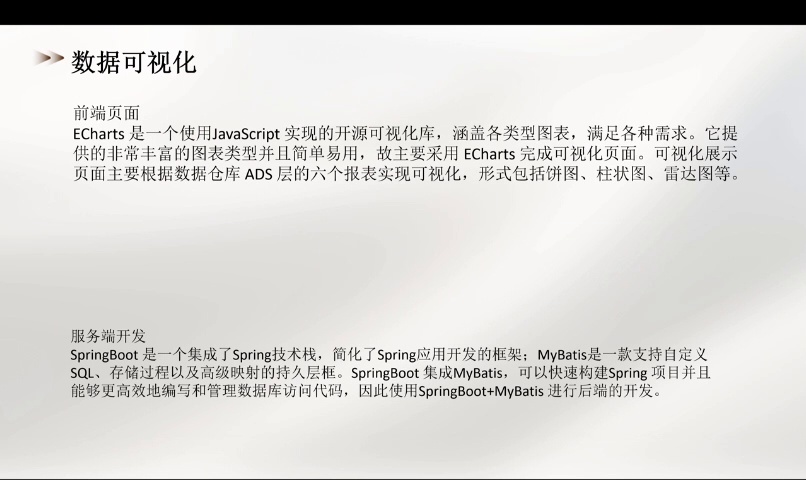 数据可视化
前端页面
ECharts 是一个使用JavaScript 实现的开源可视化库，涵盖各类型图表，满足各种需求。它提
供的非常丰富的图表类型并且简单易用，故主要采用 ECharts 完成可视化页面。可视化展示
页面主要根据数据仓库 ADS 层的六个报表实现可视化，形式包括饼图、柱状图、雷达图等。
服务端开发
SpringBoot 是一个集成了Spring技术栈，简化了Spring应用开发的框架；MyBatis是一款支持自定义
SQL、存储过程以及高级映射的持久层框。SpringBoot 集成MyBatis，可以快速构建Spring 项目并且
能够更高效地编写和管理数据库访问代码，因此使用SpringBoot+MyBatis 进行后端的开发。